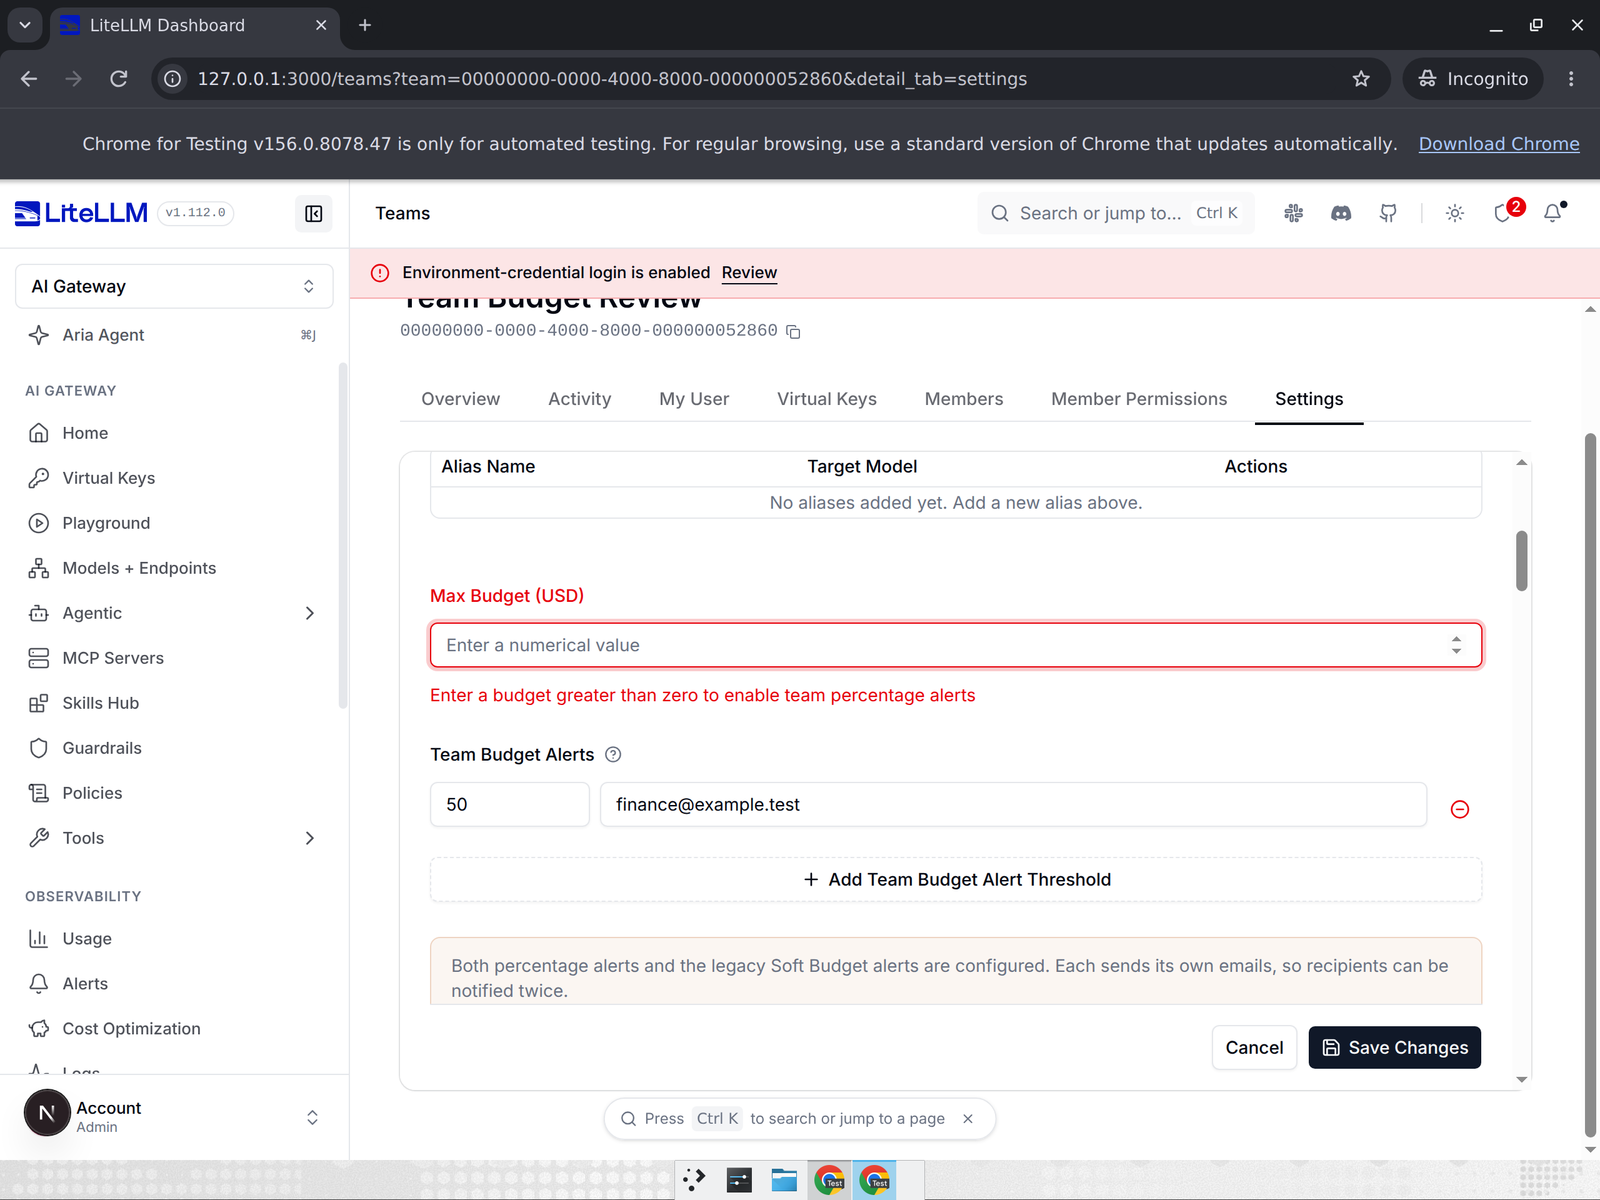 LiteLLM Dashboard
127.0.0.1:3000/teams?team=00000000-0000-4000-8000-000000052860&detail_tab=settings
Incognito
Chrome for Testing v156.0.8078.47 is only for automated testing. For regular browsing, use a standard version of Chrome that updates automatically.
Download Chrome
LiteLLM
v1.112.0
Teams
Search or jump to...
Ctrl K
2
Environment-credential login is enabled
Review
AI Gateway
Aria Agent
⌘J
AI GATEWAY
Home
Virtual Keys
Playground
Models + Endpoints
Agentic
MCP Servers
Skills Hub
Guardrails
Policies
Tools
OBSERVABILITY
Usage
Alerts
Cost Optimization
Logs
N
Account
Admin
Team Budget Review
00000000-0000-4000-8000-000000052860
Overview
Activity
My User
Virtual Keys
Members
Member Permissions
Settings
Alias Name
Target Model
Actions
No aliases added yet. Add a new alias above.
Max Budget (USD)
Enter a numerical value
Enter a budget greater than zero to enable team percentage alerts
Team Budget Alerts
50
finance@example.test
Add Team Budget Alert Threshold
Both percentage alerts and the legacy Soft Budget alerts are configured. Each sends its own emails, so recipients can be
notified twice.
Cancel
Save Changes
Press Ctrl K to search or jump to a page
Test
Test